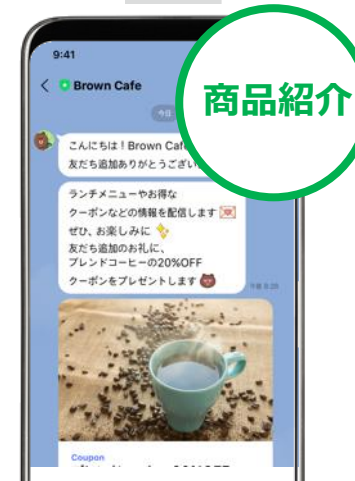 9:41
商品紹介
Brown Cafe
今日
こんにちは！Brown Caf
友だち追加ありがとうござい
ランチメニューやお得な
クーポンなどの情報を配信します
ぜひ、お楽しみに
友だち追加のお礼に、
ブレンドコーヒーの20%OFF
クーポンをプレゼントします
Coupon